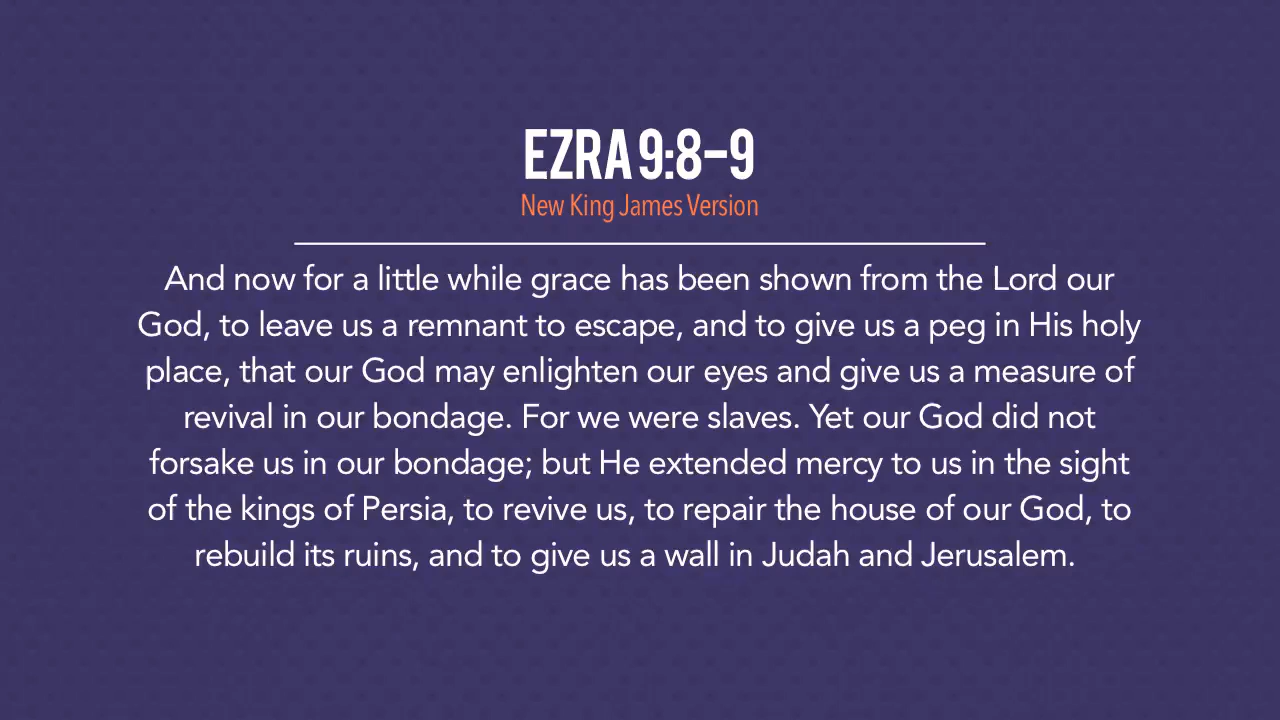 EZRA 9:8–9
New King James Version
And now for a little while grace has been shown from the Lord our
God, to leave us a remnant to escape, and to give us a peg in His holy
place, that our God may enlighten our eyes and give us a measure of
revival in our bondage. For we were slaves. Yet our God did not
forsake us in our bondage; but He extended mercy to us in the sight
of the kings of Persia, to revive us, to repair the house of our God, to
rebuild its ruins, and to give us a wall in Judah and Jerusalem.